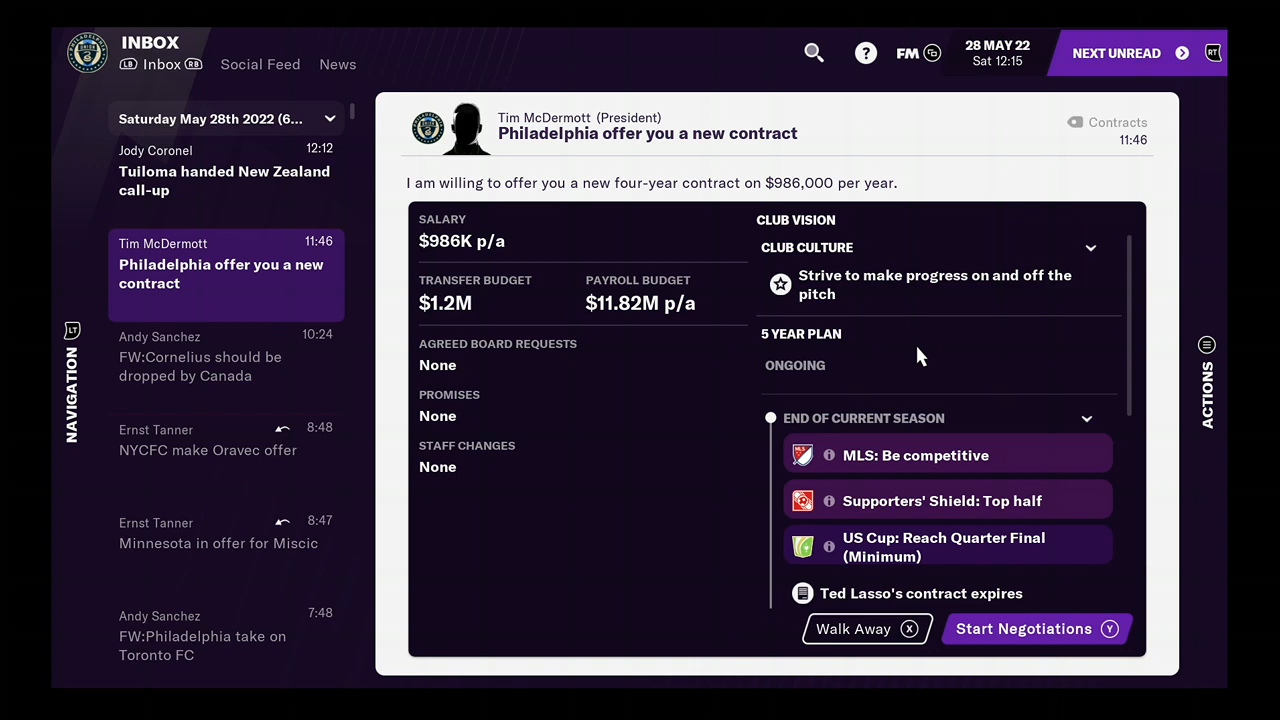 INBOX
LB Inbox RB Social Feed News
FM
28 MAY 22
Sat 12:15
NEXT UNREAD
RT
Saturday May 28th 2022 (6...
Jody Coronel 12:12
Tuiloma handed New Zealand
call-up
Tim McDermott 11:46
Philadelphia offer you a new
contract
Andy Sanchez 10:24
FW:Cornelius should be
dropped by Canada
Ernst Tanner 8:48
NYCFC make Oravec offer
Ernst Tanner 8:47
Minnesota in offer for Miscic
Andy Sanchez 7:48
FW:Philadelphia take on
Toronto FC
NAVIGATION LT
Tim McDermott (President)
Philadelphia offer you a new contract
Contracts
11:46
I am willing to offer you a new four-year contract on $986,000 per year.
SALARY
$986K p/a
TRANSFER BUDGET PAYROLL BUDGET
$1.2M $11.82M p/a
AGREED BOARD REQUESTS
None
PROMISES
None
STAFF CHANGES
None
CLUB VISION
CLUB CULTURE
Strive to make progress on and off the
pitch
5 YEAR PLAN
ONGOING
END OF CURRENT SEASON
MLS: Be competitive
Supporters' Shield: Top half
US Cup: Reach Quarter Final
(Minimum)
Ted Lasso's contract expires
Walk Away X
Start Negotiations Y
ACTIONS